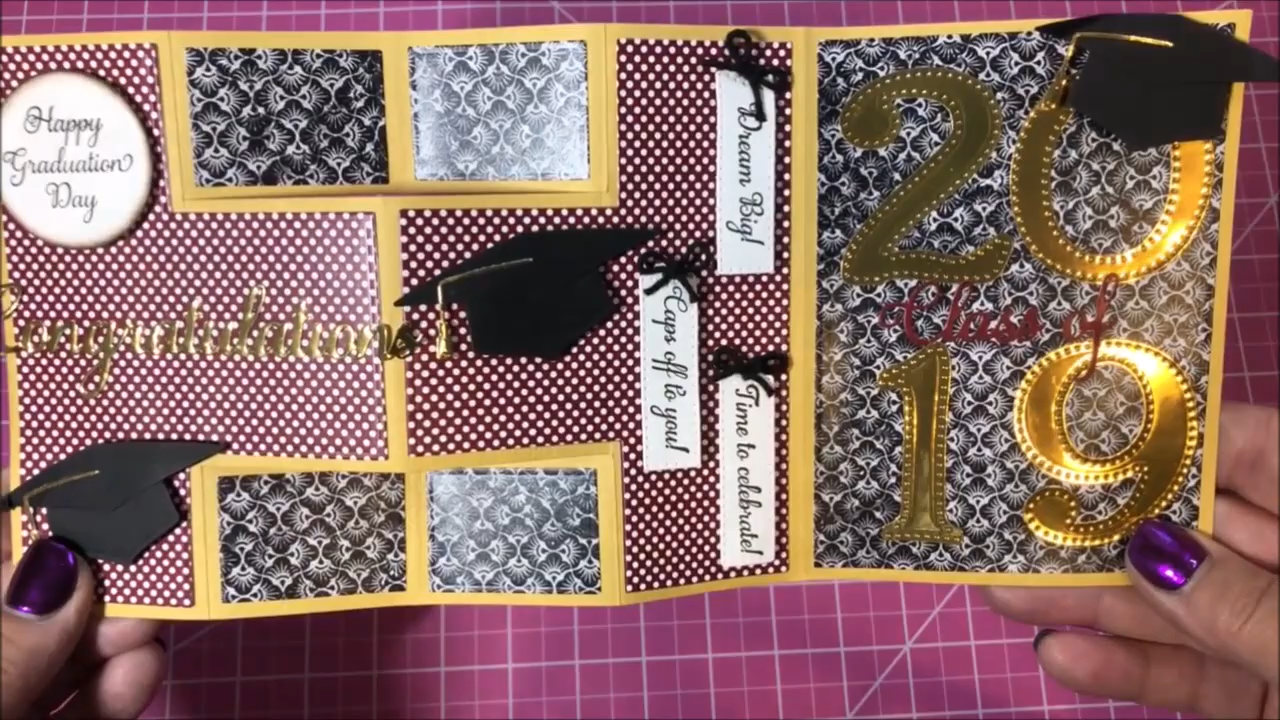 Happy
Graduation
Day
Congratulations
Dream Big!
Caps off to you!
Time to celebrate!
20
Class of
19